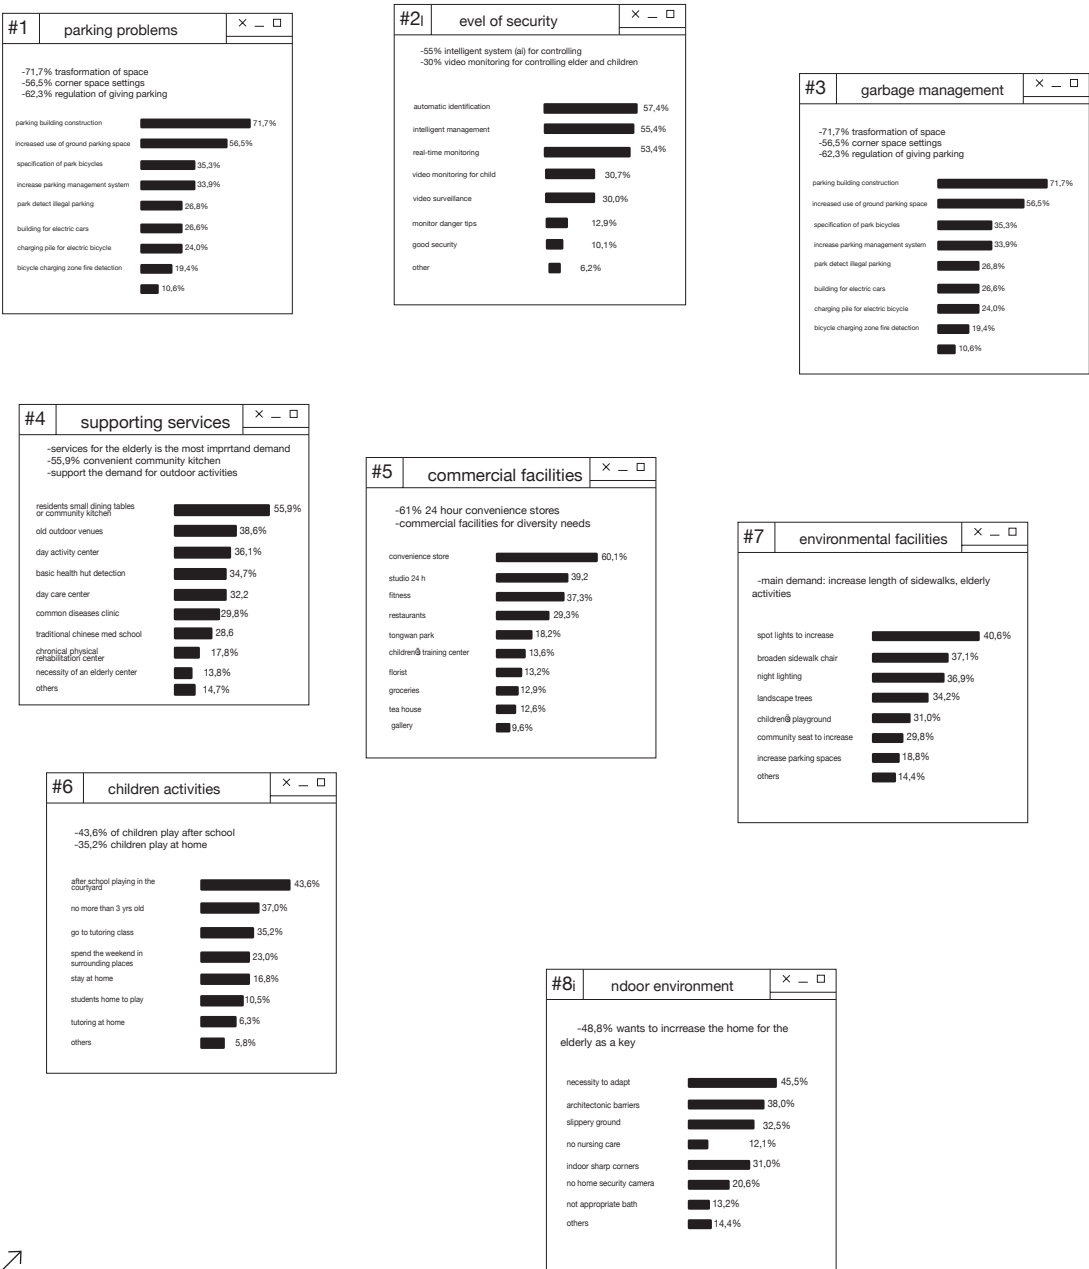 #1 parking problems
-71,7% trasformation of space
-56,5% corner space settings
-62,3% regulation of giving parking
parking building construction 71,7%
increased use of ground parking space 56,5%
specification of park bicycles 35,3%
increase parking management system 33,9%
park detect illegal parking 26,8%
building for electric cars 26,6%
charging pile for electric bicycle 24,0%
bicycle charging zone fire detection 19,4%
10,6%
#2l evel of security
-55% intelligent system (ai) for controlling
-30% video monitoring for controlling elder and children
automatic identification 57,4%
intelligent management 55,4%
real-time monitoring 53,4%
video monitoring for child 30,7%
video surveillance 30,0%
monitor danger tips 12,9%
good security 10,1%
other 6,2%
#3 garbage management
-71,7% trasformation of space
-56,5% corner space settings
-62,3% regulation of giving parking
parking building construction 71,7%
increased use of ground parking space 56,5%
specification of park bicycles 35,3%
increase parking management system 33,9%
park detect illegal parking 26,8%
building for electric cars 26,6%
charging pile for electric bicycle 24,0%
bicycle charging zone fire detection 19,4%
10,6%
#4 supporting services
-services for the elderly is the most imprrtand demand
-55,9% convenient community kitchen
-support the demand for outdoor activities
residents small dining tables
or community kitchen 55,9%
old outdoor venues 38,6%
day activity center 36,1%
basic health hut detection 34,7%
day care center 32,2
common diseases clinic 29,8%
traditional chinese med school 28,6
chronical physical
rehabilitation center 17,8%
necessity of an elderly center 13,8%
others 14,7%
#5 commercial facilities
-61% 24 hour convenience stores
-commercial facilities for diversity needs
convenience store 60,1%
studio 24 h 39,2
fitness 37,3%
restaurants 29,3%
tongwan park 18,2%
children training center 13,6%
florist 13,2%
groceries 12,9%
tea house 12,6%
gallery 9,6%
#7 environmental facilities
-main demand: increase length of sidewalks, elderly
activities
spot lights to increase 40,6%
broaden sidewalk chair 37,1%
night lighting 36,9%
landscape trees 34,2%
children playground 31,0%
community seat to increase 29,8%
increase parking spaces 18,8%
others 14,4%
#6 children activities
-43,6% of children play after school
-35,2% children play at home
after school playing in the
courtyard 43,6%
no more than 3 yrs old 37,0%
go to tutoring class 35,2%
spend the weekend in
surrounding places 23,0%
stay at home 16,8%
students home to play 10,5%
tutoring at home 6,3%
others 5,8%
#8i ndoor environment
-48,8% wants to incrrease the home for the
elderly as a key
necessity to adapt 45,5%
architectonic barriers 38,0%
slippery ground 32,5%
no nursing care 12,1%
indoor sharp corners 31,0%
no home security camera 20,6%
not appropriate bath 13,2%
others 14,4%